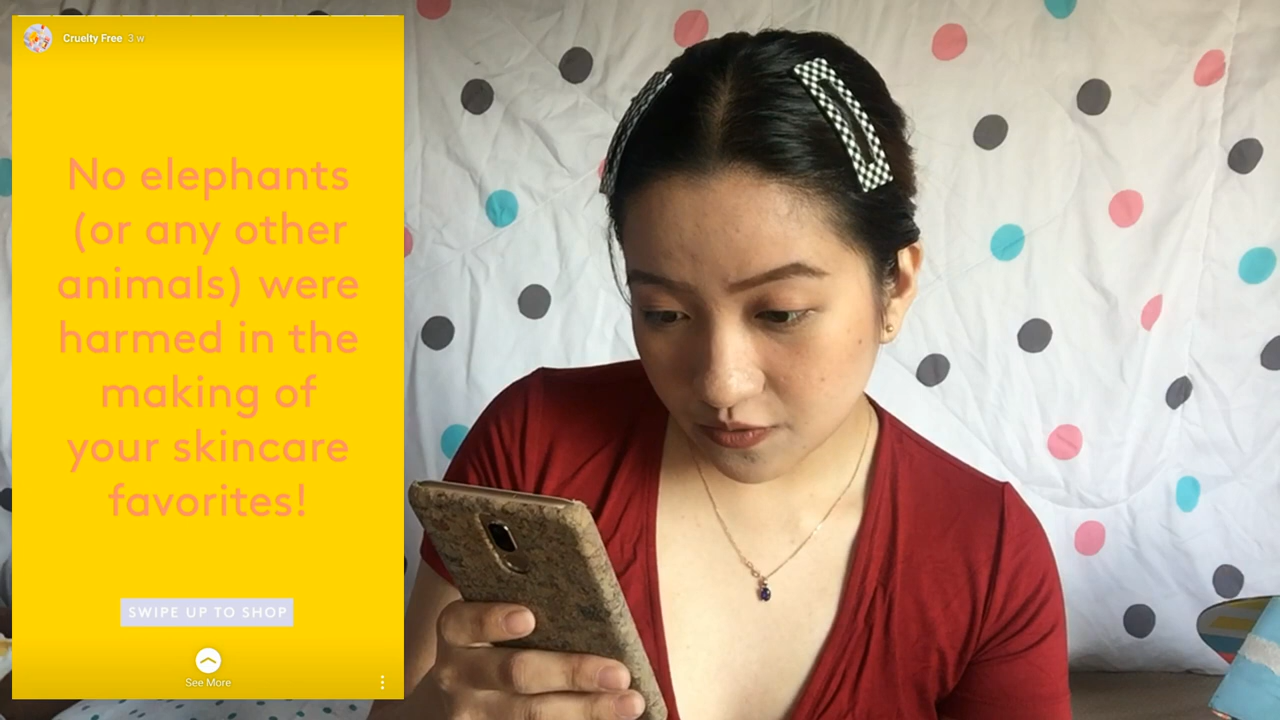 Cruelty Free 3 w
No elephants
(or any other
animals) were
harmed in the
making of
your skincare
favorites!
SWIPE UP TO SHOP
See More